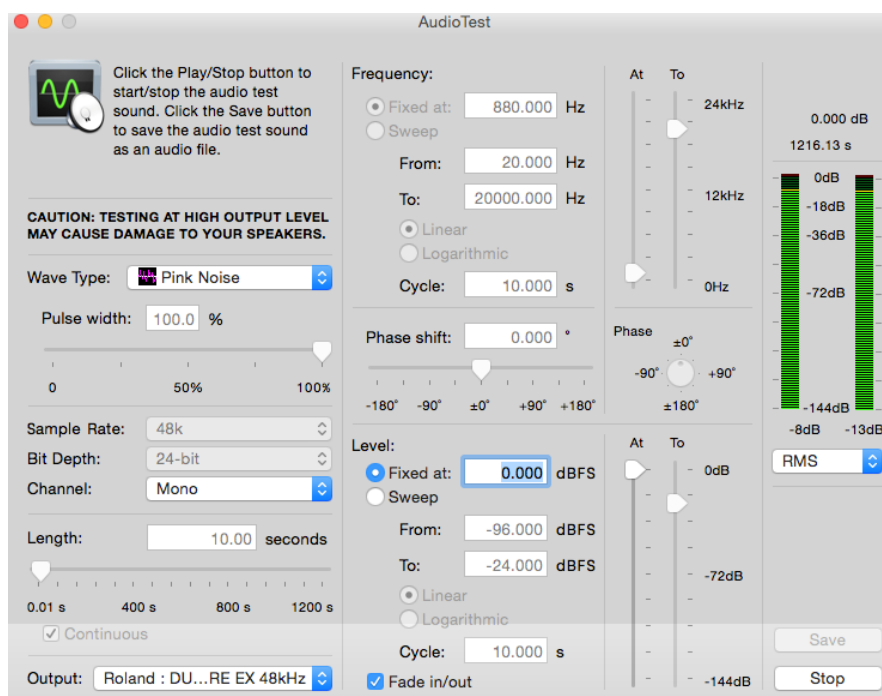 AudioTest
Click the Play/Stop button to
start/stop the audio test
sound. Click the Save button
to save the audio test sound
as an audio file.
CAUTION: TESTING AT HIGH OUTPUT LEVEL
MAY CAUSE DAMAGE TO YOUR SPEAKERS.
Wave Type: Pink Noise
Pulse width: 100.0 %
0 50% 100%
Sample Rate: 48k
Bit Depth: 24-bit
Channel: Mono
Length: 10.00 seconds
0.01 s 400 s 800 s 1200 s
Continuous
Output: Roland : DU...RE EX 48kHz
Frequency:
Fixed at: 880.000 Hz
Sweep
From: 20.000 Hz
To: 20000.000 Hz
Linear
Logarithmic
Cycle: 10.000 s
Phase shift: 0.000 °
-180° -90° ±0° +90° +180°
Level:
Fixed at: 0.000 dBFS
Sweep
From: -96.000 dBFS
To: -24.000 dBFS
Linear
Logarithmic
Cycle: 10.000 s
Fade in/out
At To
24kHz
12kHz
0Hz
Phase
±0°
-90° +90°
±180°
At To
0dB
-72dB
-144dB
0.000 dB
1216.13 s
0dB
-18dB
-36dB
-72dB
-144dB
-8dB -13dB
RMS
Save
Stop